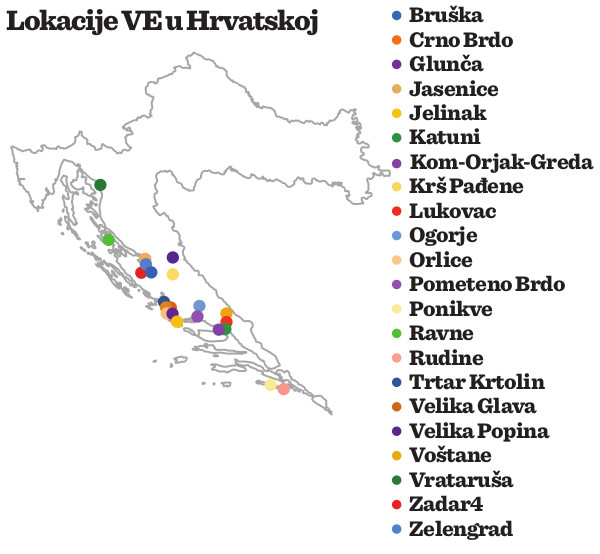 Lokacije VE u Hrvatskoj
Bruška
Crno Brdo
Glunča
Jasenice
Jelinak
Katuni
Kom-Orjak-Greda
Krš Pađene
Lukovac
Ogorje
Orlice
Pometeno Brdo
Ponikve
Ravne
Rudine
Trtar Krtolin
Velika Glava
Velika Popina
Voštane
Vrataruša
Zadar4
Zelengrad